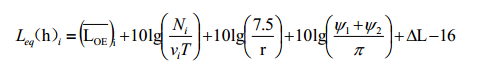 L_eq(h)_i = (\overline{L_OE})_i + 10lg(N_i / v_i T) + 10lg(7.5 / r) + 10lg(ψ_1 + ψ_2 / π) + ΔL − 16